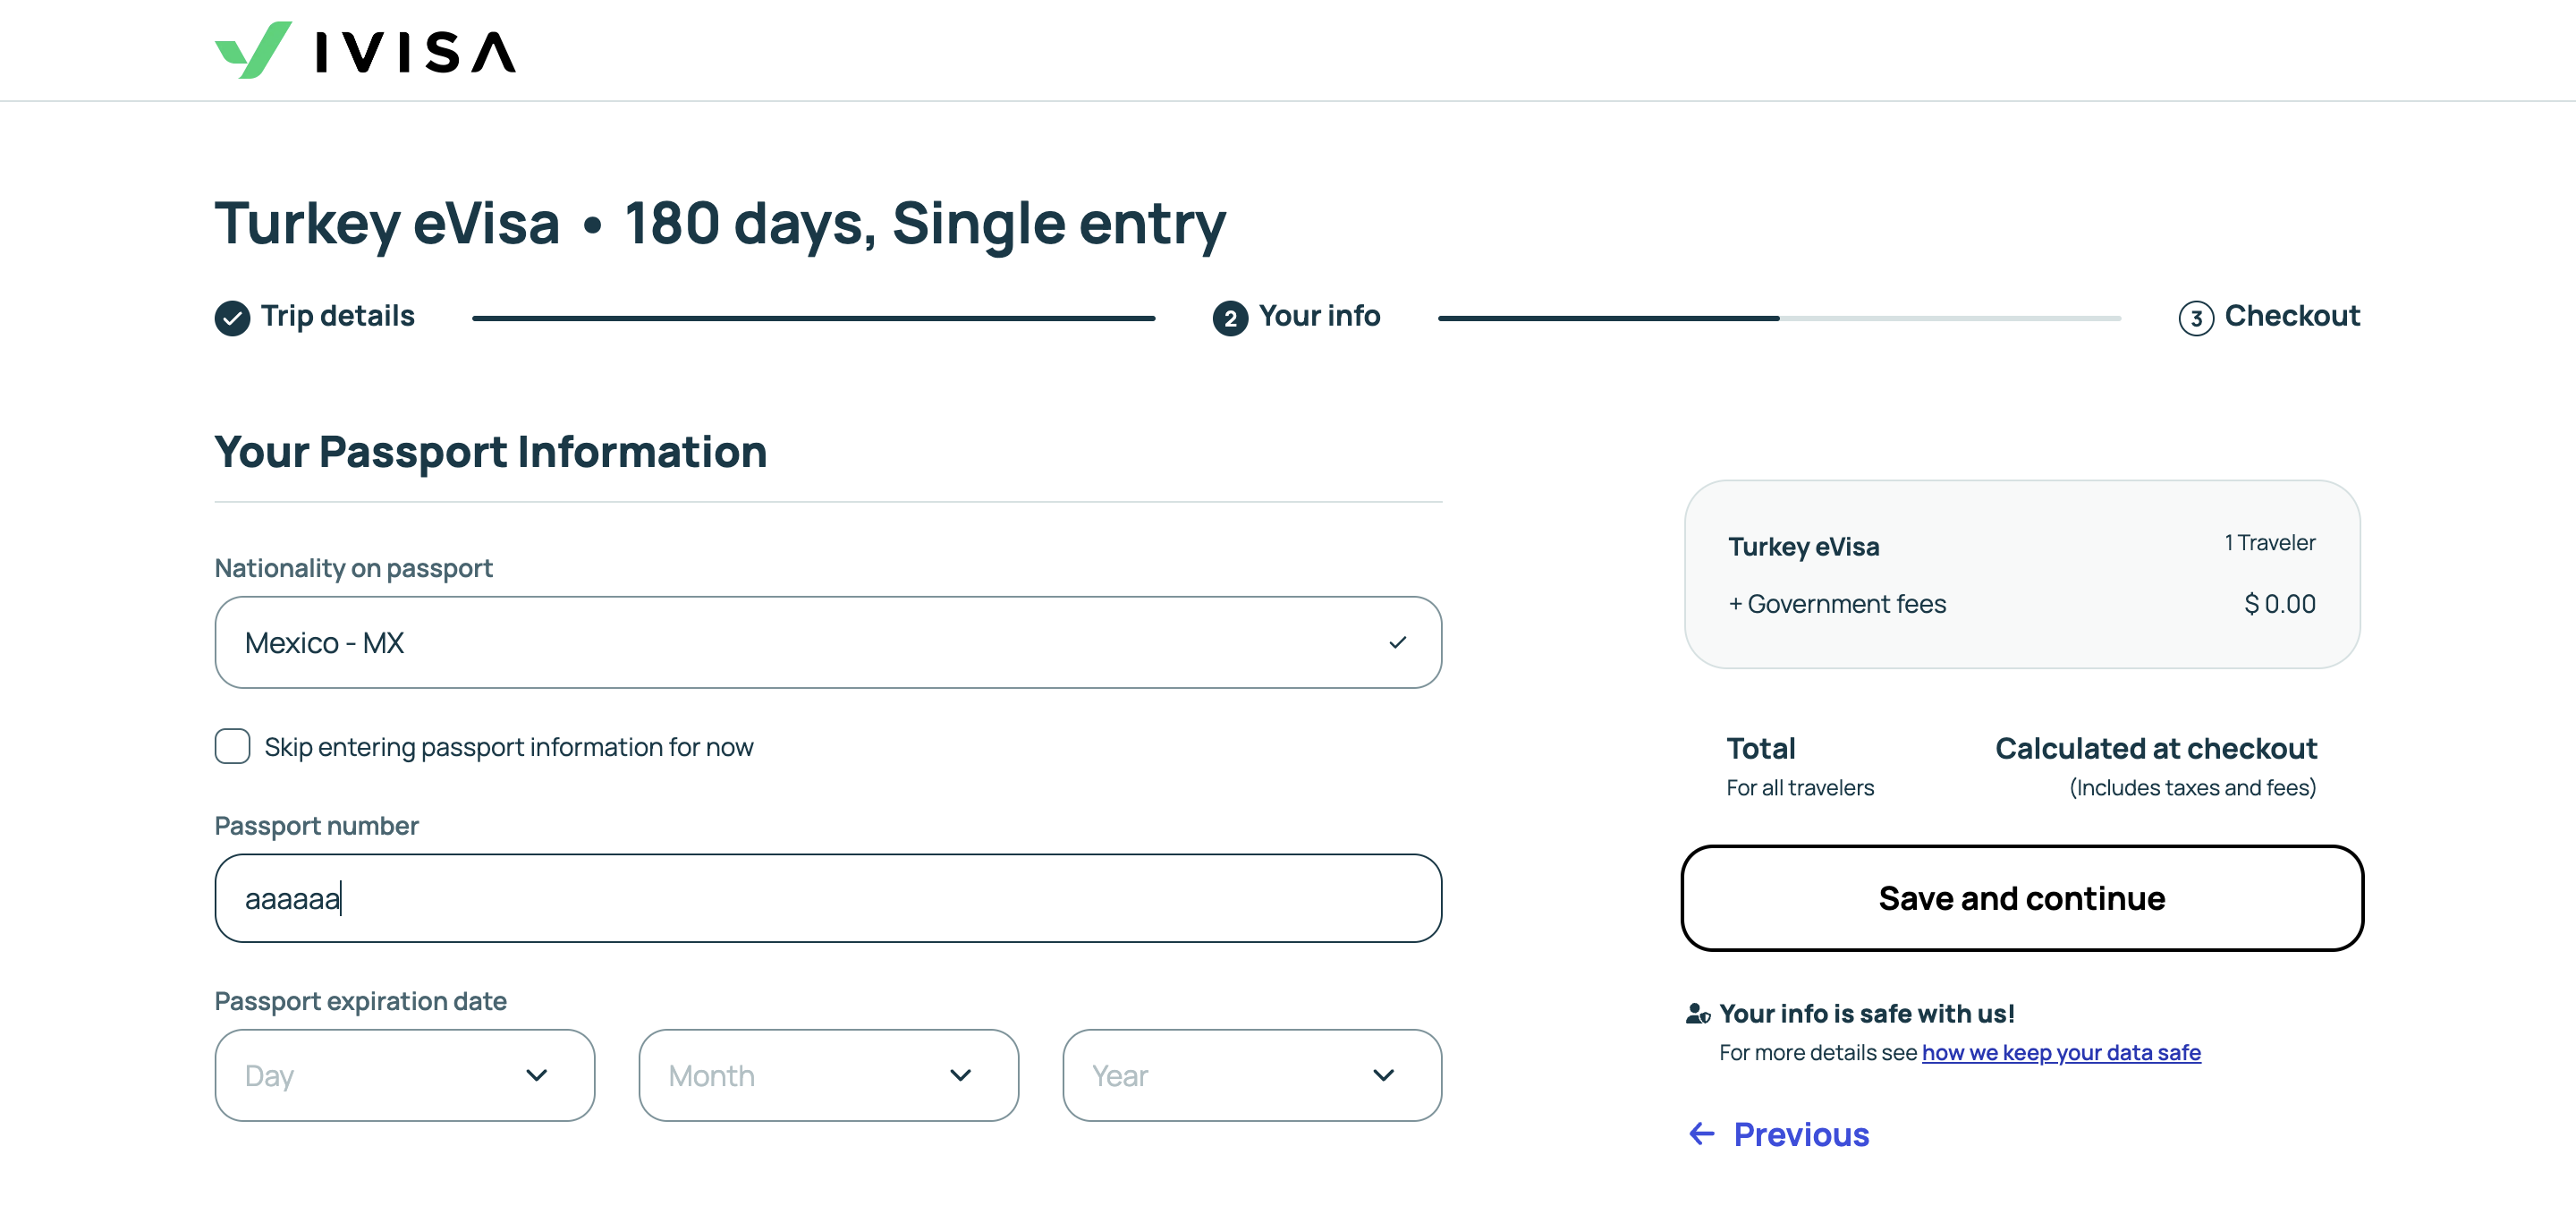 IVISA
Turkey eVisa • 180 days, Single entry
Trip details
2 Your info
3 Checkout
Your Passport Information
Nationality on passport
Mexico - MX
Skip entering passport information for now
Passport number
aaaaaa
Passport expiration date
Day
Month
Year
Turkey eVisa 1 Traveler
+ Government fees $ 0.00
Total Calculated at checkout
For all travelers (Includes taxes and fees)
Save and continue
Your info is safe with us!
For more details see how we keep your data safe
← Previous